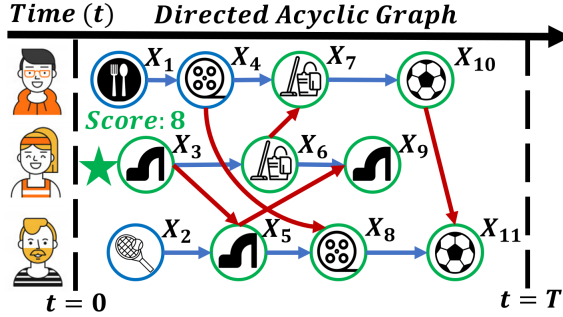 Time (t) Directed Acyclic Graph
X₁ X₄ X₇ X₁₀
Score: 8
X₃ X₆ X₉
X₂ X₅ X₈ X₁₁
t = 0 t = T